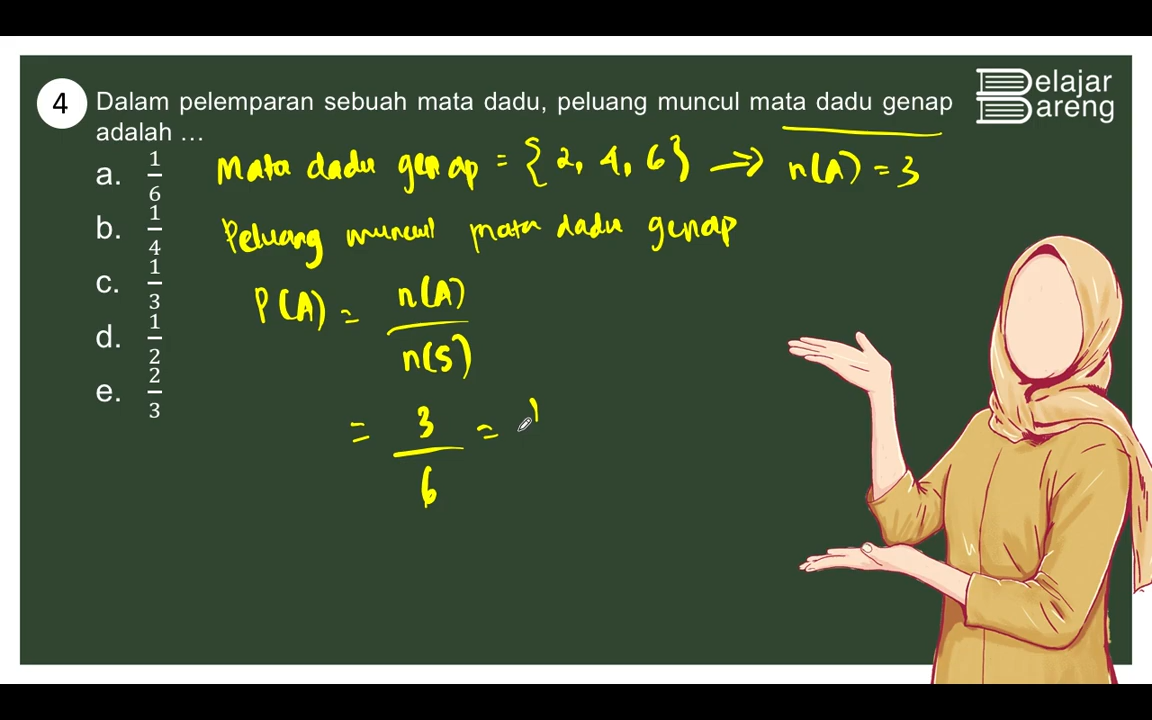 4 Dalam pelemparan sebuah mata dadu, peluang muncul mata dadu genap
adalah ...
Belajar
Bareng
a. 1/6
b. 1/4
c. 1/3
d. 1/2
e. 2/3
Mata dadu genap = {2, 4, 6} → n(A) = 3
Peluang muncul mata dadu genap
P(A) = n(A)/n(S)
= 3/6 = 1